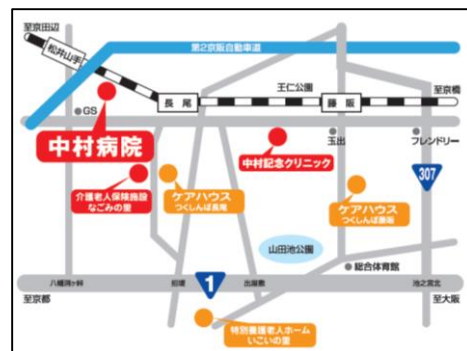 至京田辺
第2京阪自動車道
松井山手
王仁公園
至京橋
GS
長尾
藤阪
中村病院
中村記念クリニック
玉出
フレンドリー
介護老人保険施設
なごみの里
ケアハウス
つくしんぼ長尾
ケアハウス
つくしんぼ藤阪
307
山田池公園
総合体育館
八幡洞ヶ峠
招提
1
出屋敷
池之宮北
至京都
至大阪
特別養護老人ホーム
いこいの里